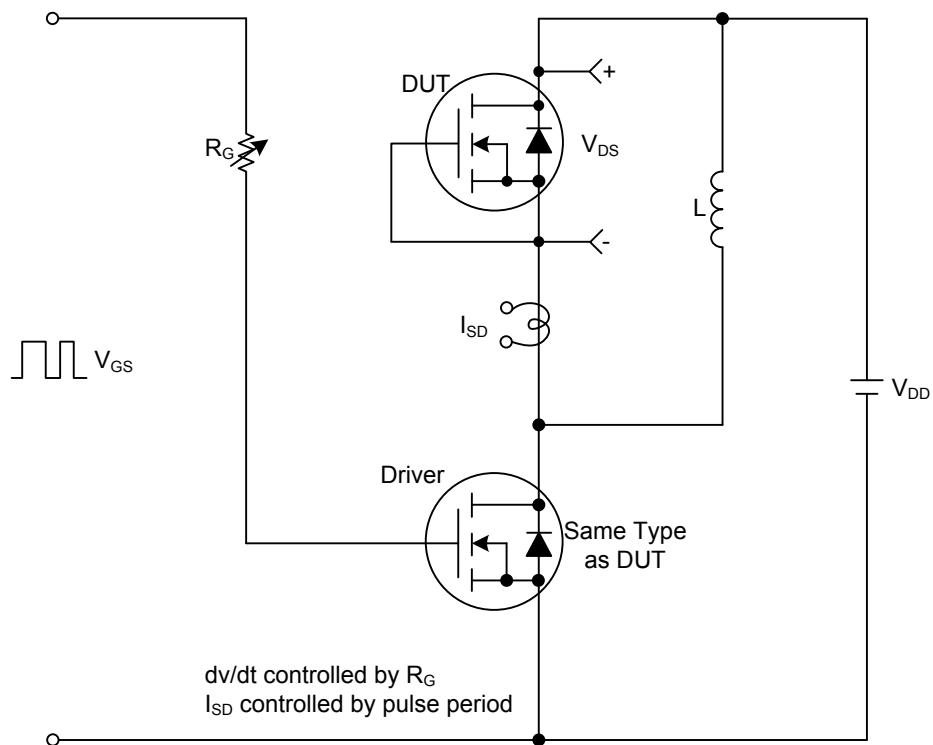 DUT
+
R_G
V_DS
L
-
I_SD
V_GS
V_DD
Driver
Same Type
as DUT
dv/dt controlled by R_G
I_SD controlled by pulse period